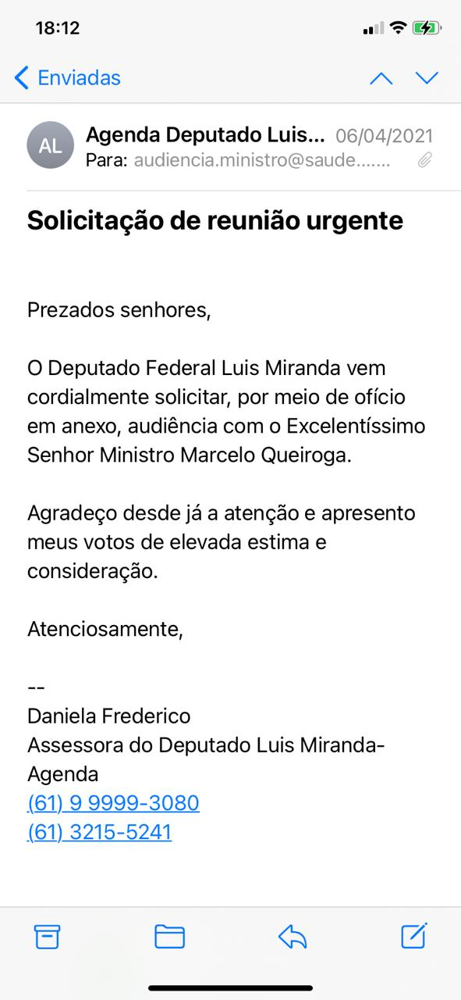 18:12
Enviadas
AL
Agenda Deputado Luis... 06/04/2021
Para: audiencia.ministro@saude.......
Solicitação de reunião urgente
Prezados senhores,
O Deputado Federal Luis Miranda vem
cordialmente solicitar, por meio de ofício
em anexo, audiência com o Excelentíssimo
Senhor Ministro Marcelo Queiroga.
Agradeço desde já a atenção e apresento
meus votos de elevada estima e
consideração.
Atenciosamente,
--
Daniela Frederico
Assessora do Deputado Luis Miranda-
Agenda
(61) 9 9999-3080
(61) 3215-5241